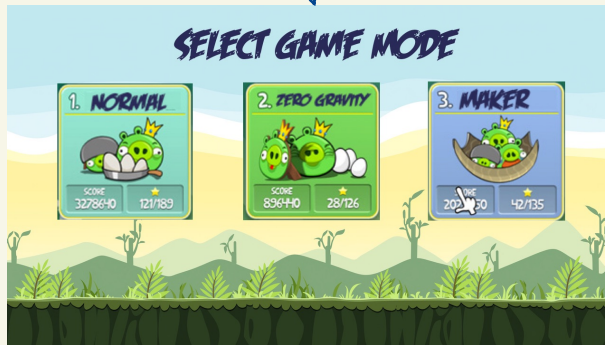 SELECT GAME MODE
1. NORMAL
SCORE
3278640
121/189
2. ZERO GRAVITY
SCORE
896440
28/126
3. MAKER
42/135